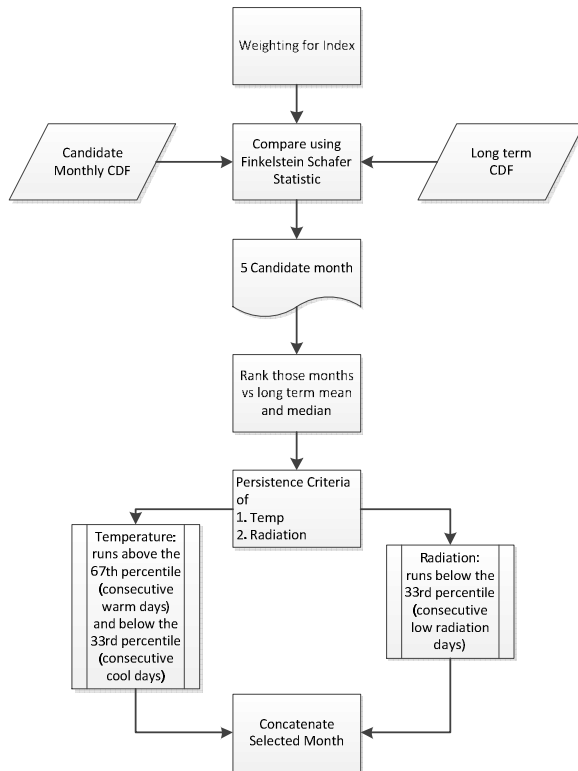 Weighting for Index
Candidate
Monthly CDF
Compare using
Finkelstein Schafer
Statistic
Long term
CDF
5 Candidate month
Rank those months
vs long term mean
and median
Persistence Criteria
of
1. Temp
2. Radiation
Temperature:
runs above the
67th percentile
(consecutive
warm days)
and below the
33rd percentile
(consecutive
cool days)
Radiation:
runs below the
33rd percentile
(consecutive
low radiation
days)
Concatenate
Selected Month